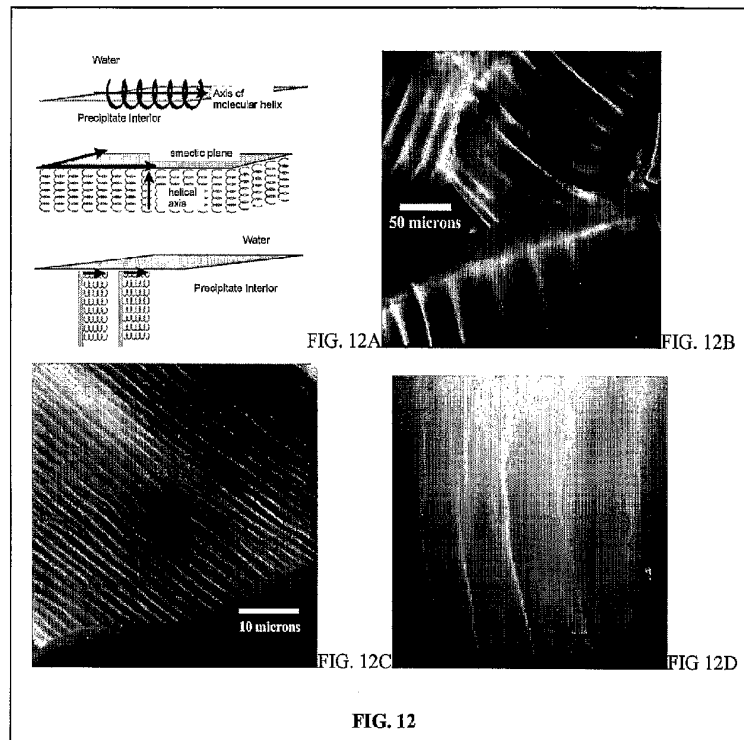 Water
Axis of
molecular helix
Precipitate Interior
smectic plane
helical
axis
Water
Precipitate Interior
FIG. 12A
50 microns
FIG. 12B
10 microns
FIG. 12C
FIG 12D
FIG. 12